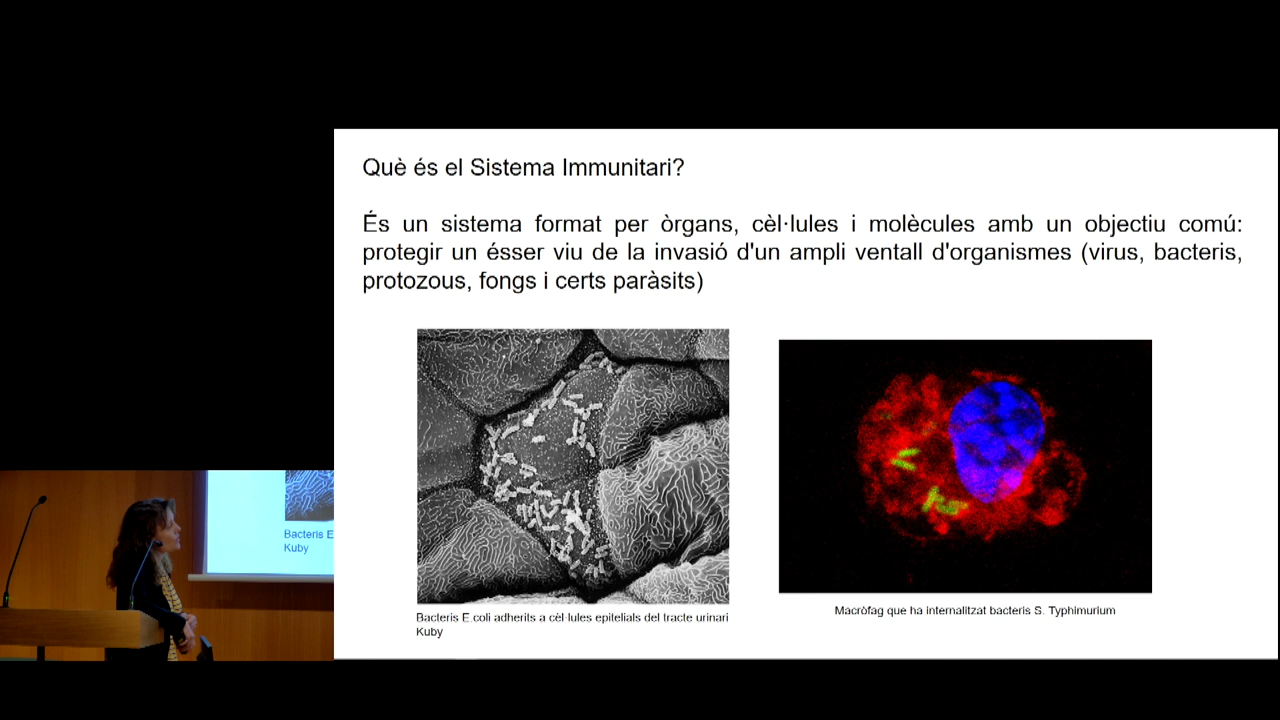 Què és el Sistema Immunitari?
És un sistema format per òrgans, cèl·lules i molècules amb un objectiu comú:
protegir un ésser viu de la invasió d'un ampli ventall d'organismes (virus, bacteris,
protozous, fongs i certs paràsits)
Bacteris E.coli adherits a cèl·lules epitelials del tracte urinari
Kuby
Macròfag que ha internalitzat bacteris S. Typhimurium
Bacteris E
Kuby